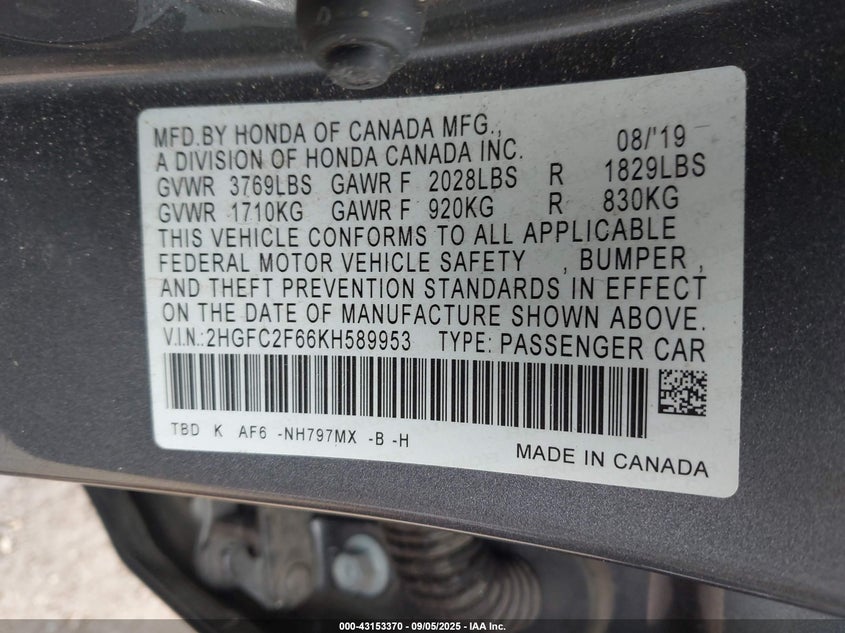 MFD.BY HONDA OF CANADA MFG., 08/'19
A DIVISION OF HONDA CANADA INC.
GVWR 3769LBS GAWR F 2028LBS R 1829LBS
GVWR 1710KG GAWR F 920KG R 830KG
THIS VEHICLE CONFORMS TO ALL APPLICABLE
FEDERAL MOTOR VEHICLE SAFETY , BUMPER ,
AND THEFT PREVENTION STANDARDS IN EFFECT
ON THE DATE OF MANUFACTURE SHOWN ABOVE.
V.I.N.:2HGFC2F66KH589953 TYPE: PASSENGER CAR
TBD K AF6 -NH797MX -B -H
MADE IN CANADA
000-43153370 - 09/05/2025 - IAA Inc.